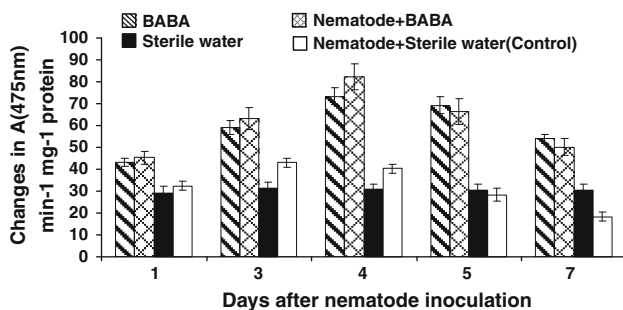 BABA
Nematode+BABA
Sterile water
Nematode+Sterile water(Control)
Changes in A(475nm)
min-1 mg-1 protein
100
90
80
70
60
50
40
30
20
10
0
1 3 4 5 7
Days after nematode inoculation